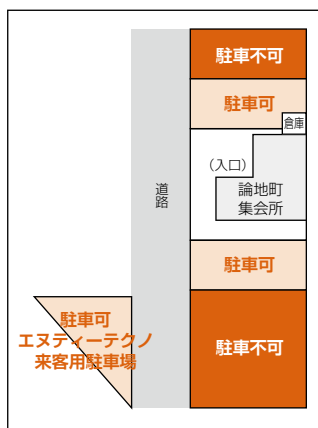 駐車不可
駐車可
倉庫
（入口）
論地町
集会所
道路
駐車可
駐車可
エヌティーテクノ
来客用駐車場
駐車不可